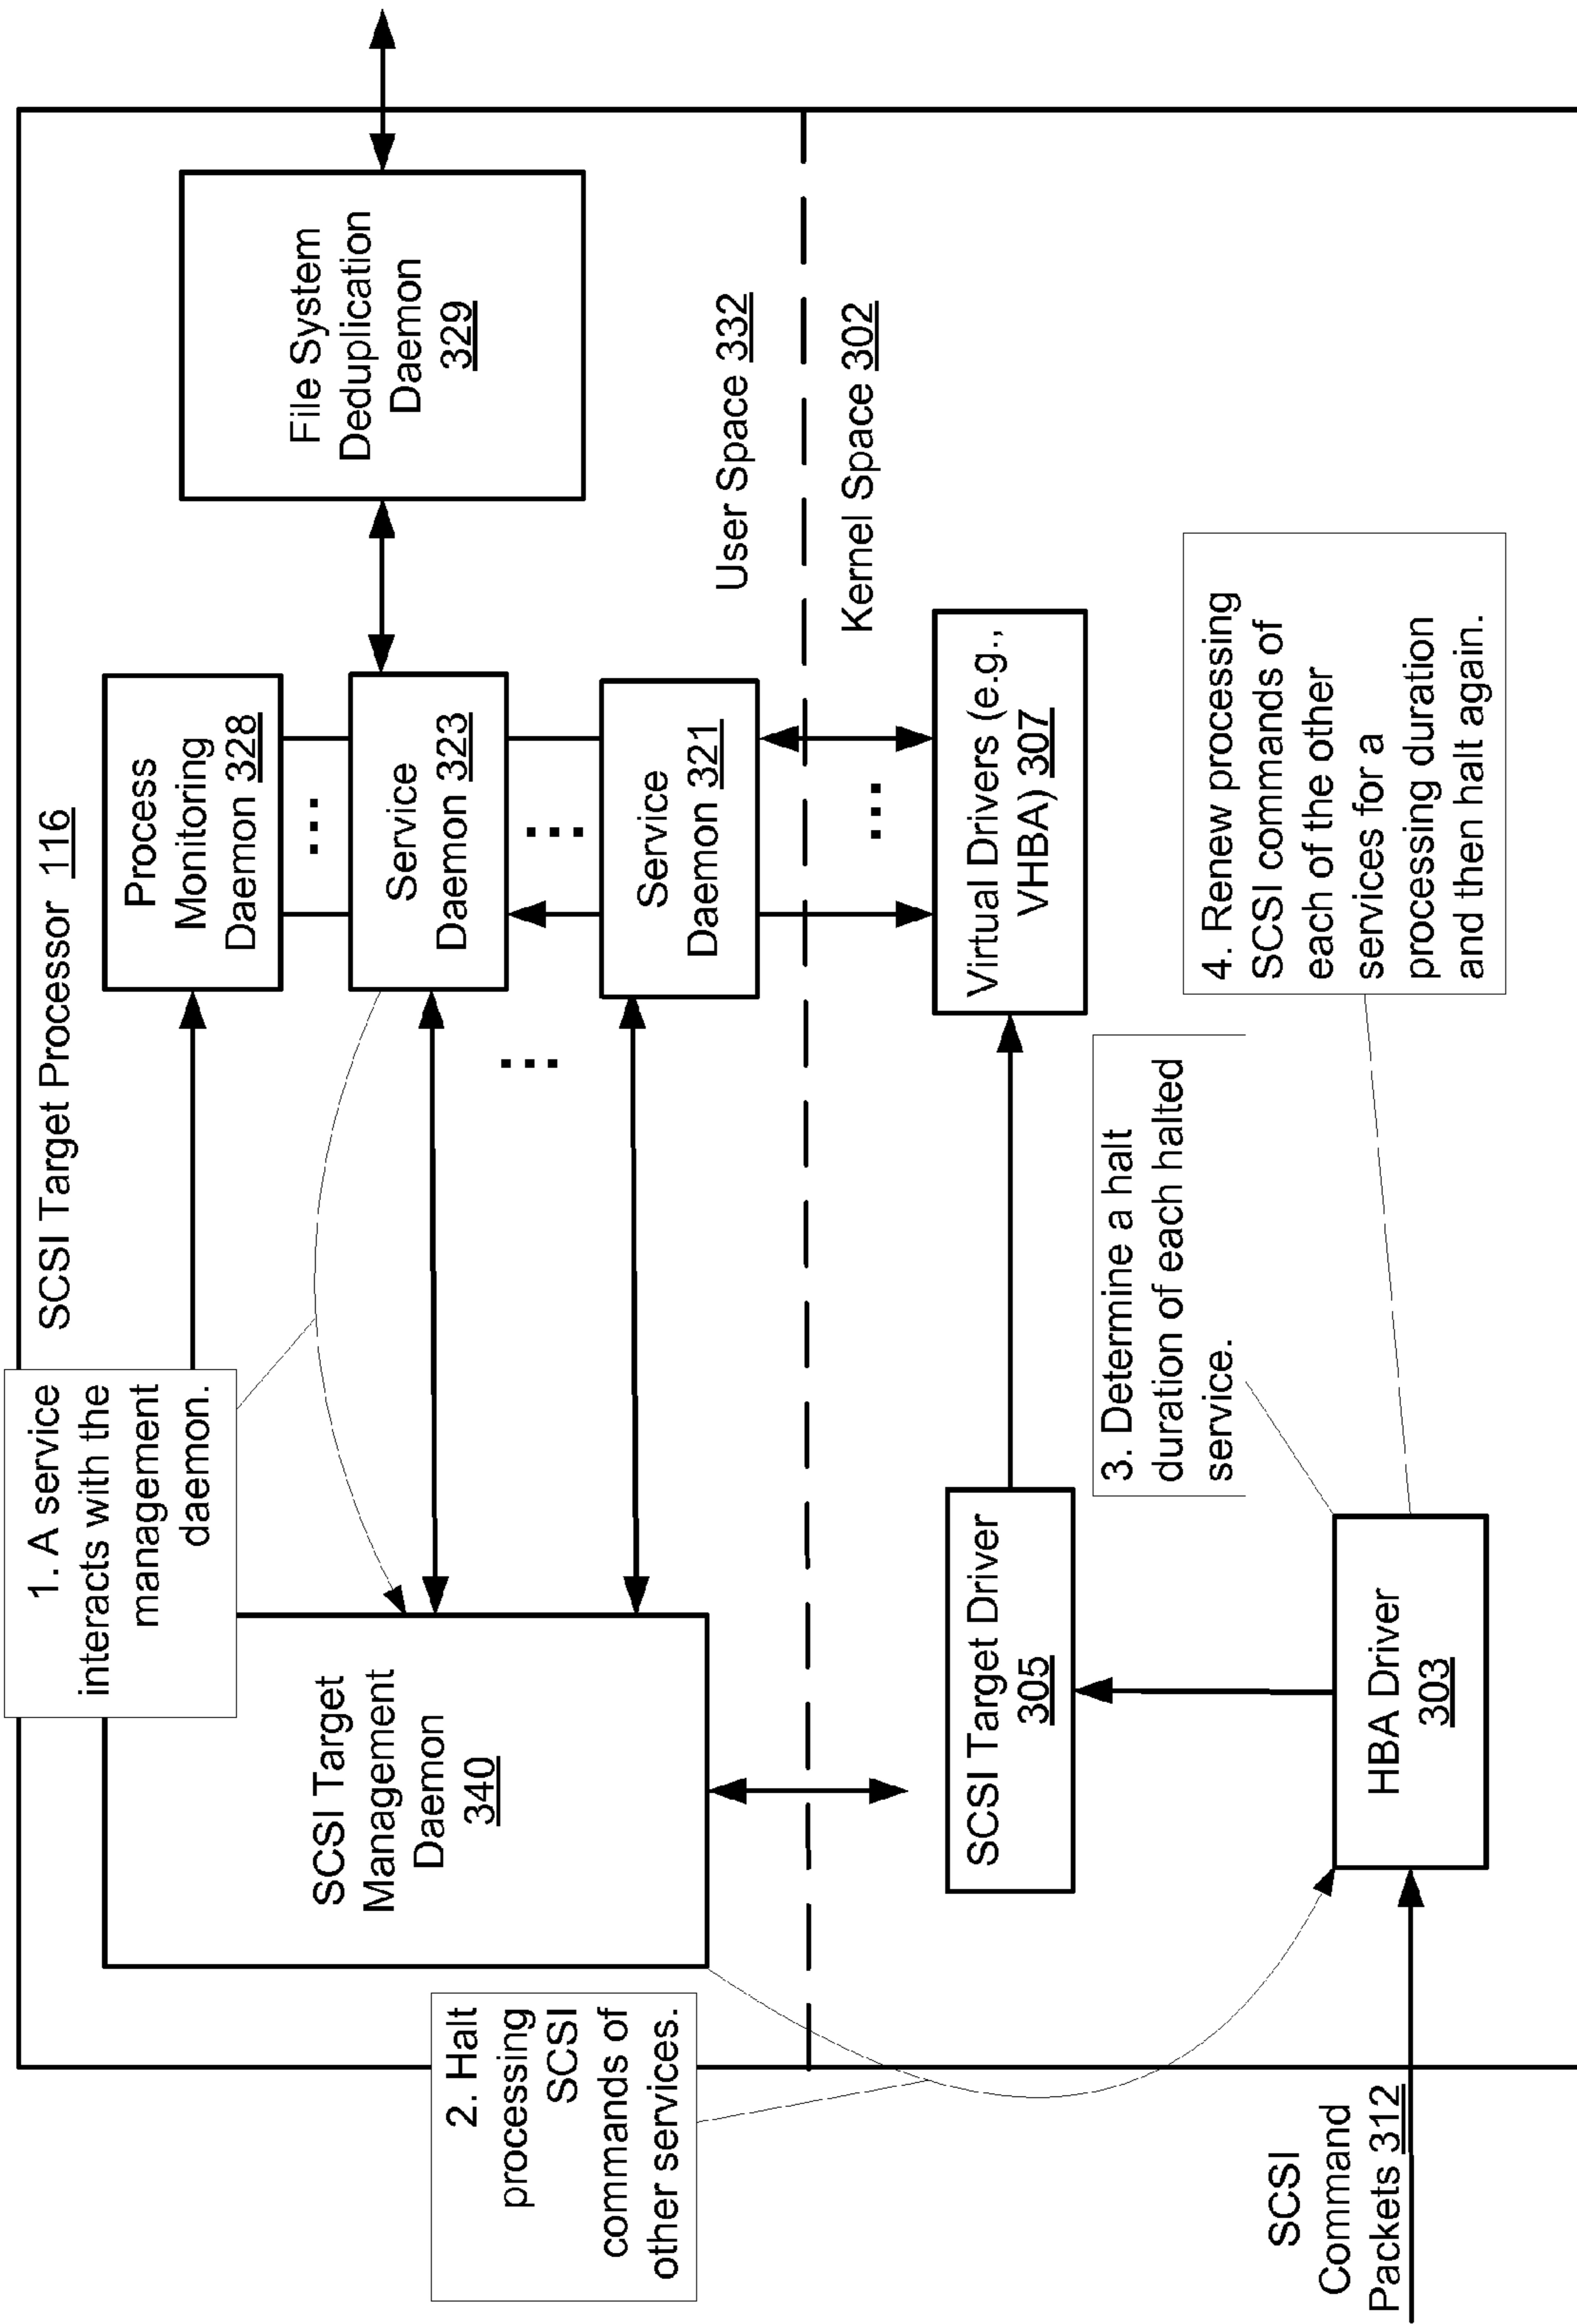 SCSI Target Processor 116
1. A service
interacts with the
management
daemon.
SCSI Target
Management
Daemon
340
2. Halt
processing
SCSI
commands of
other services.
Process
Monitoring
Daemon 328
...
Service
Daemon 323
...
Service
Daemon 321
...
File System
Deduplication
Daemon
329
User Space 332
Kernel Space 302
SCSI Target Driver
305
Virtual Drivers (e.g.,
VHBA) 307
...
3. Determine a halt
duration of each halted
service.
4. Renew processing
SCSI commands of
each of the other
services for a
processing duration
and then halt again.
HBA Driver
303
SCSI
Command
Packets 312